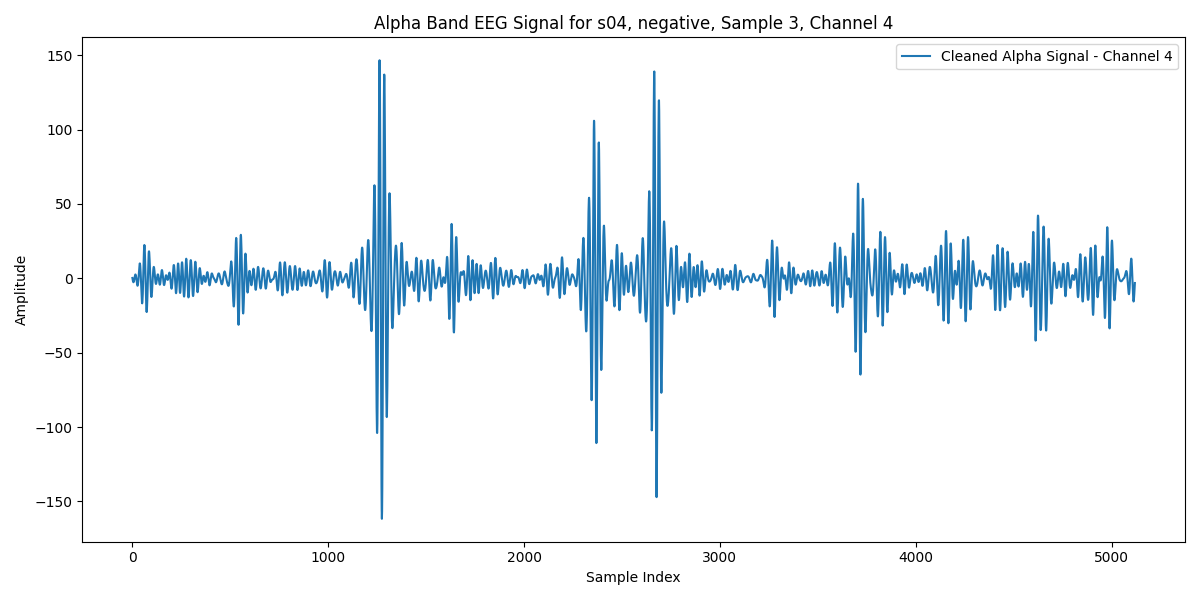 Alpha Band EEG Signal for s04, negative, Sample 3, Channel 4
Cleaned Alpha Signal - Channel 4
150
100
50
0
−50
−100
−150
Amplitude
0 1000 2000 3000 4000 5000
Sample Index